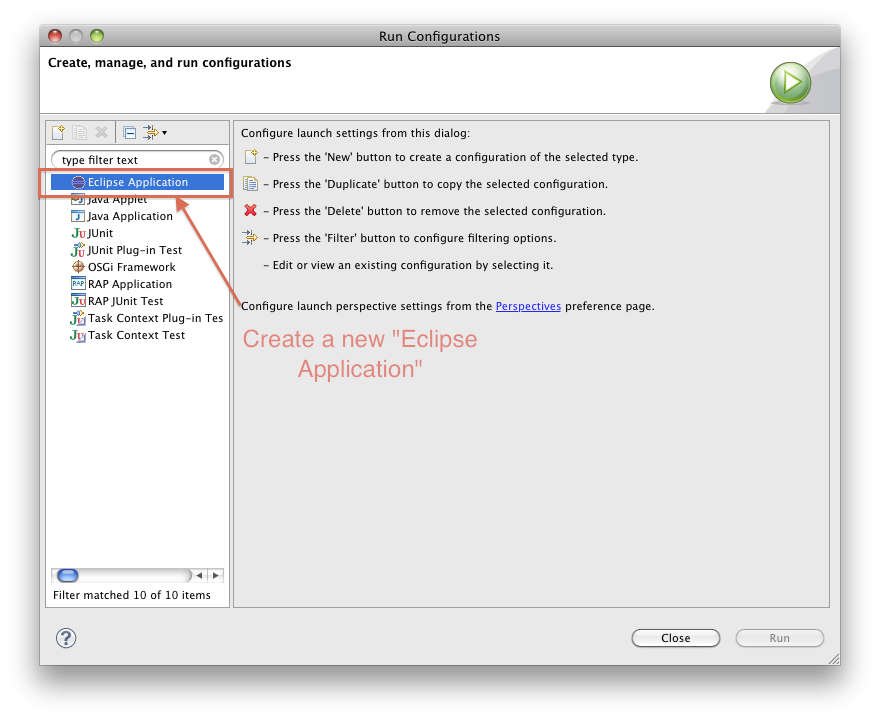 Run Configurations
Create, manage, and run configurations
type filter text
Eclipse Application
Java Applet
Java Application
JUnit
JUnit Plug-in Test
OSGi Framework
RAP Application
RAP JUnit Test
Task Context Plug-in Tes
Task Context Test
Filter matched 10 of 10 items
Configure launch settings from this dialog:
– Press the 'New' button to create a configuration of the selected type.
– Press the 'Duplicate' button to copy the selected configuration.
– Press the 'Delete' button to remove the selected configuration.
– Press the 'Filter' button to configure filtering options.
– Edit or view an existing configuration by selecting it.
Configure launch perspective settings from the Perspectives preference page.
Create a new "Eclipse
Application"
?
Close
Run